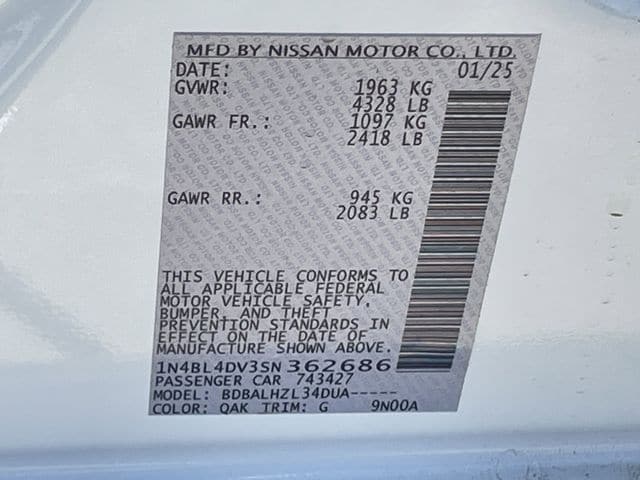 MFD BY NISSAN MOTOR CO., LTD.
DATE: 01/25
GVWR: 1963 KG
4328 LB
GAWR FR.: 1097 KG
2418 LB
GAWR RR.: 945 KG
2083 LB
THIS VEHICLE CONFORMS TO
ALL APPLICABLE FEDERAL
MOTOR VEHICLE SAFETY,
BUMPER, AND THEFT
PREVENTION STANDARDS IN
EFFECT ON THE DATE OF
MANUFACTURE SHOWN ABOVE.
1N4BL4DV3SN362686
PASSENGER CAR 743427
MODEL: BDBALHZL34DUA-----
COLOR: QAK TRIM: G 9N00A